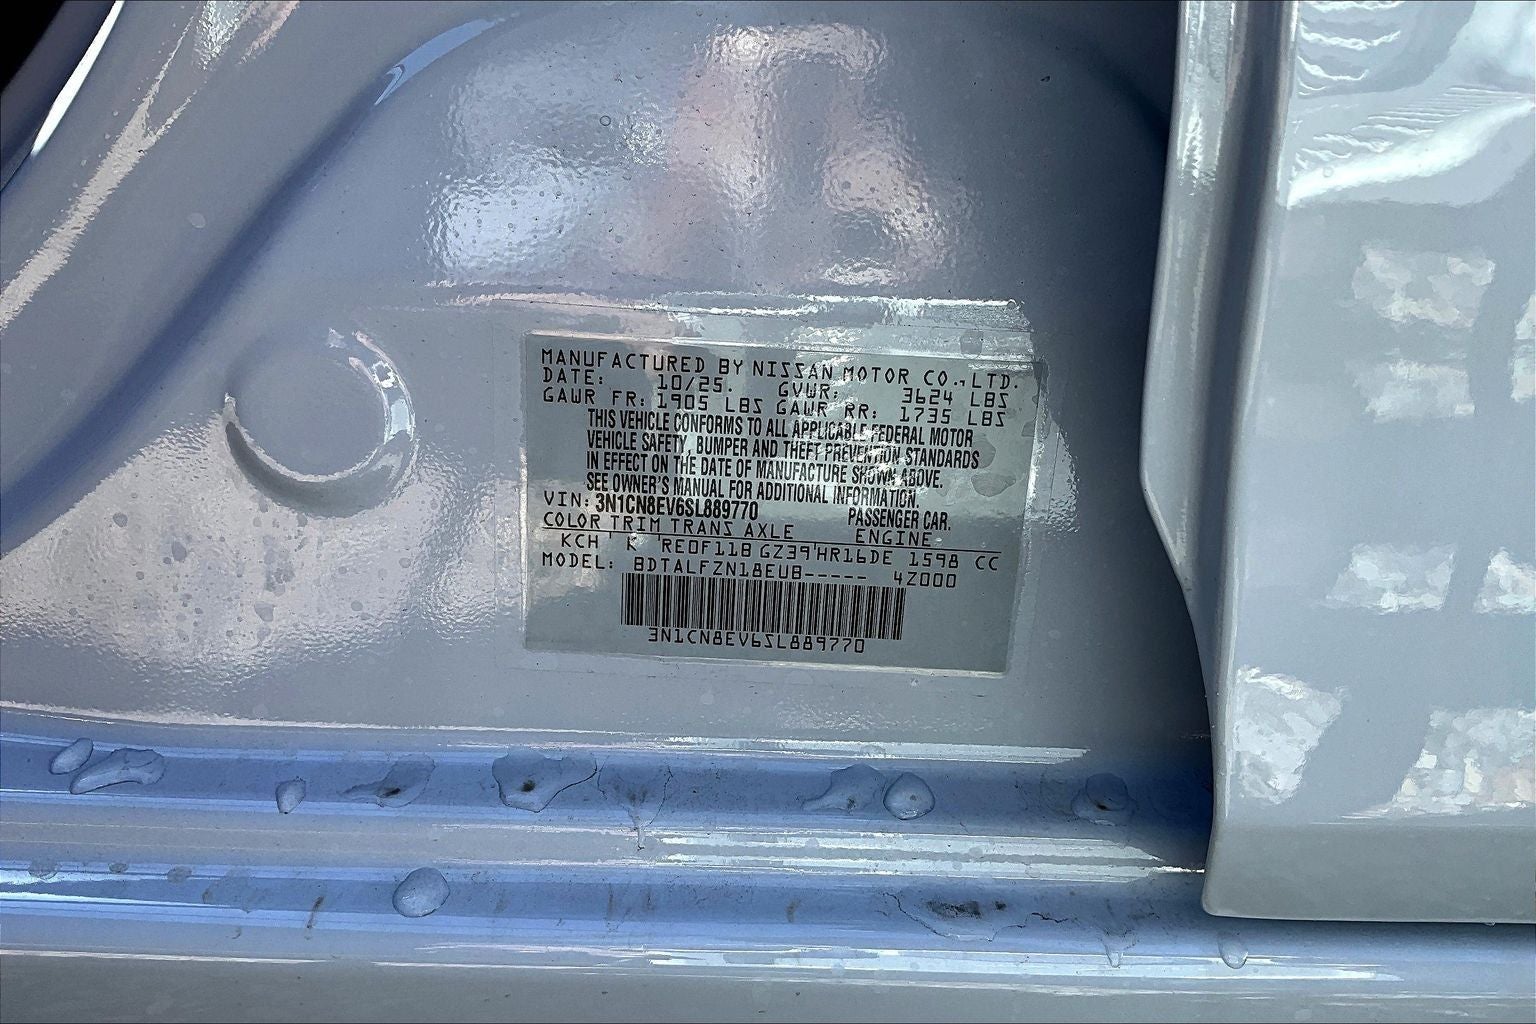 MANUFACTURED BY NISSAN MOTOR CO., LTD.
DATE: 10/25. GVWR: 3624 LBS
GAWR FR: 1905 LBS GAWR RR: 1735 LBS
THIS VEHICLE CONFORMS TO ALL APPLICABLE FEDERAL MOTOR
VEHICLE SAFETY, BUMPER AND THEFT PREVENTION STANDARDS
IN EFFECT ON THE DATE OF MANUFACTURE SHOWN ABOVE.
SEE OWNER'S MANUAL FOR ADDITIONAL INFORMATION.
VIN: 3N1CN8EV6SL889770 PASSENGER CAR.
COLOR TRIM TRANS AXLE ENGINE
KCH ' K ' RE0F11B GZ39'HR16DE 1598 CC
MODEL: BDTALFZN18EUB----- 4Z000
3N1CN8EV6SL889770